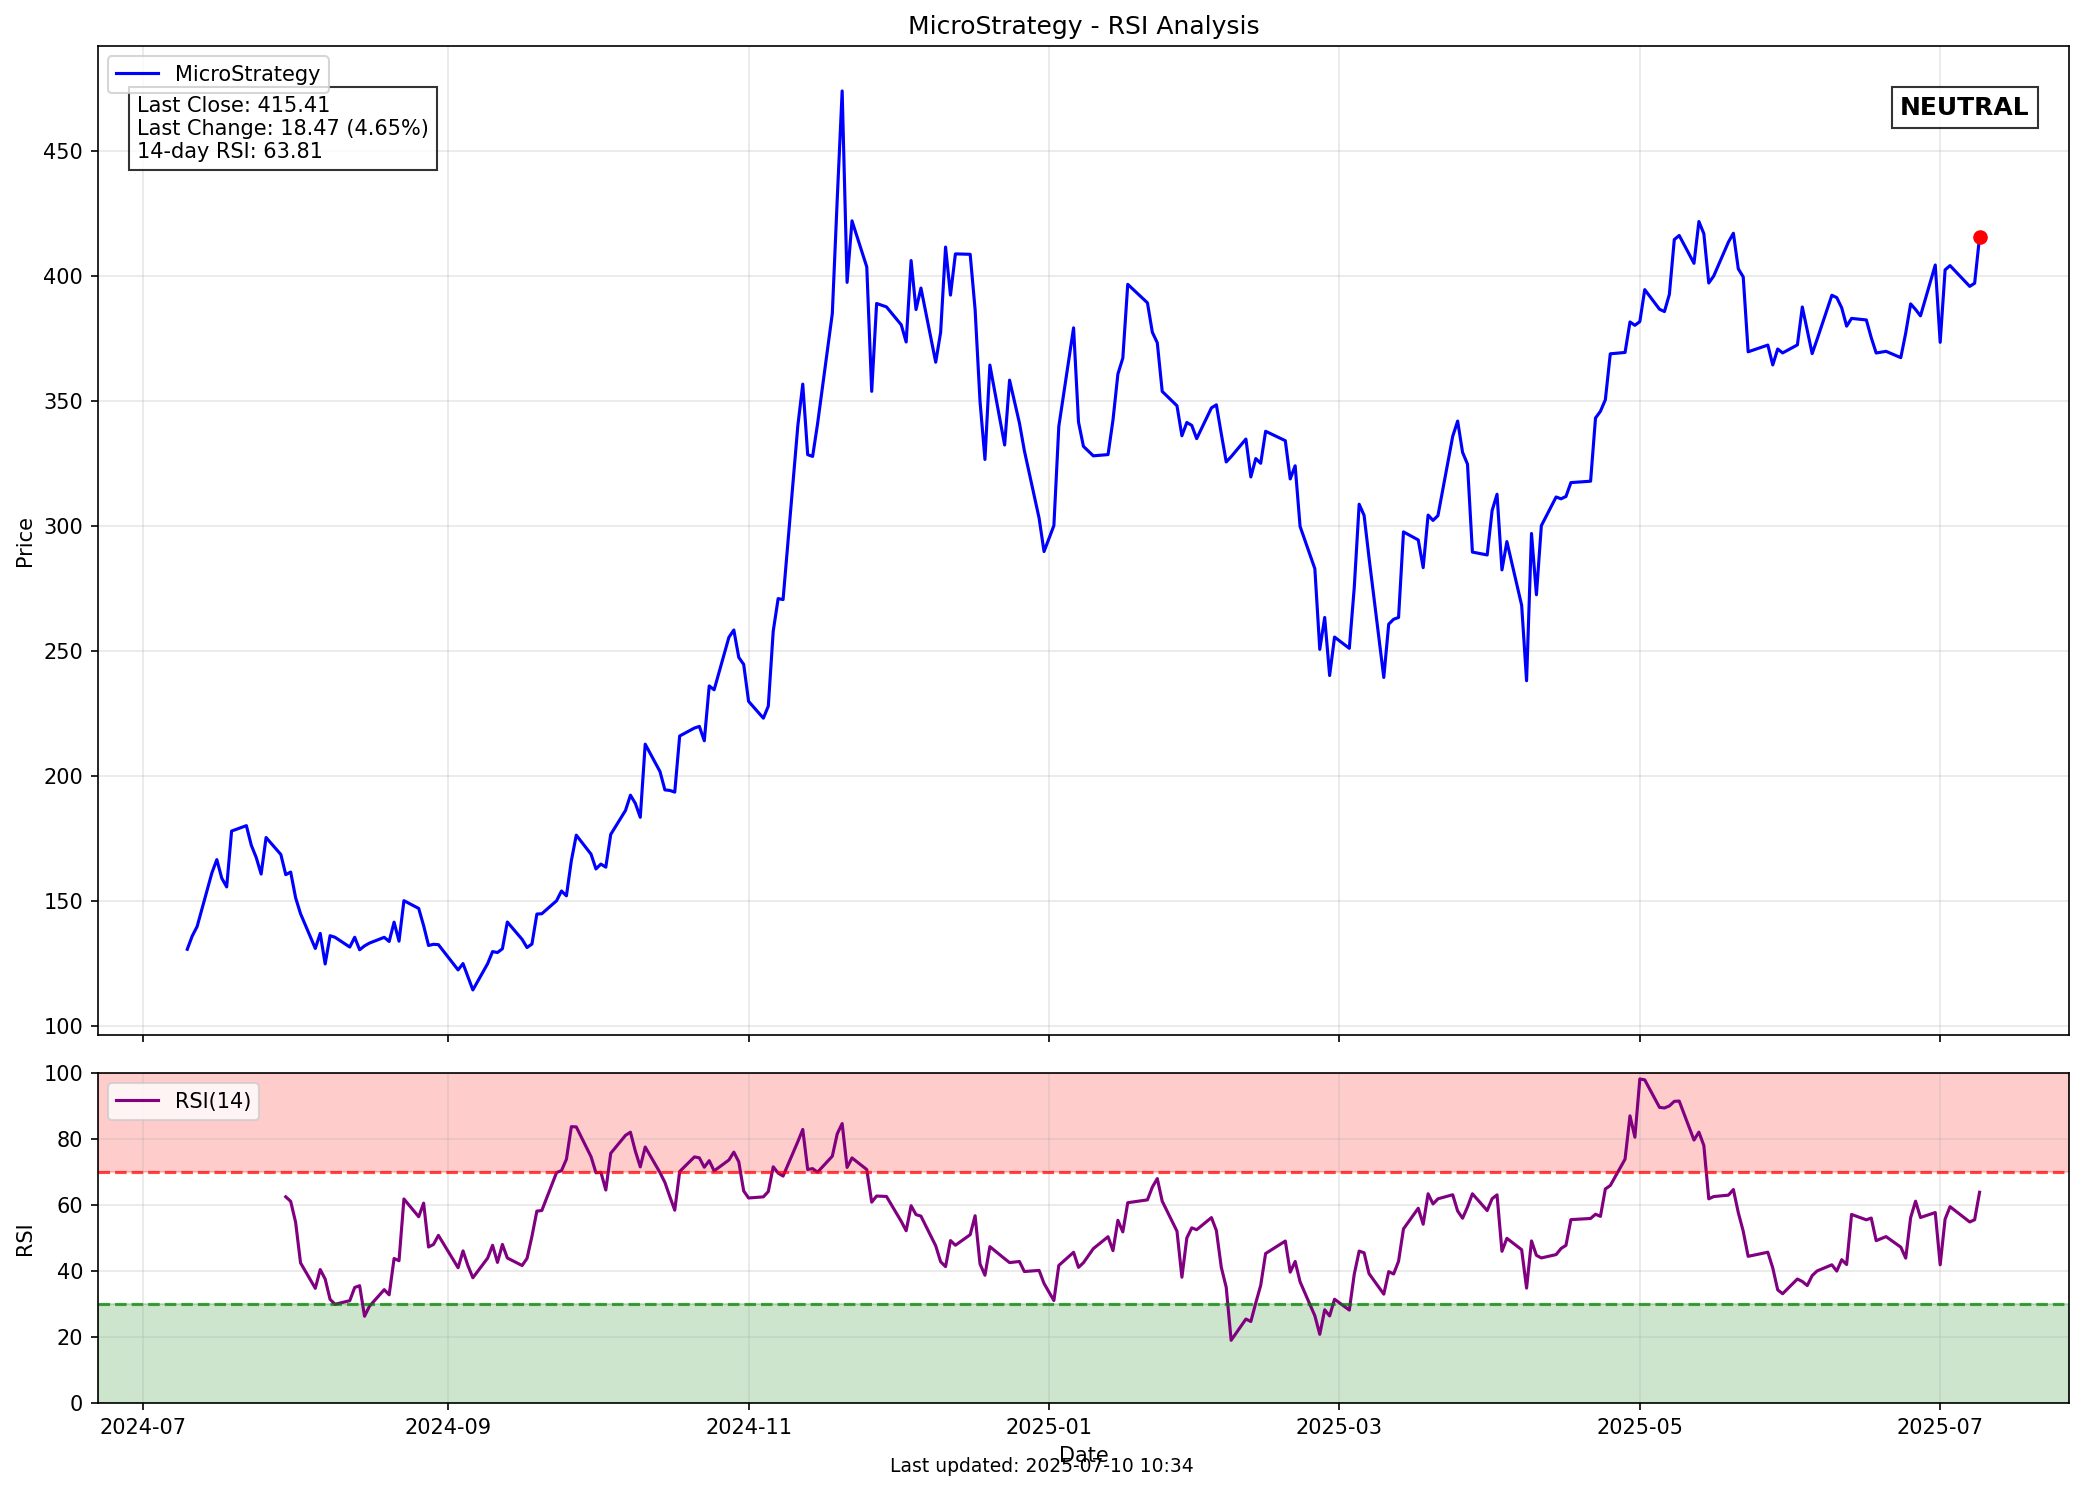 MicroStrategy - RSI Analysis
MicroStrategy
Last Close: 415.41
Last Change: 18.47 (4.65%)
14-day RSI: 63.81
NEUTRAL
Price
450
400
350
300
250
200
150
100
RSI(14)
RSI
100
80
60
40
20
0
2024-07 2024-09 2024-11 2025-01 2025-03 2025-05 2025-07
Date
Last updated: 2025-07-10 10:34